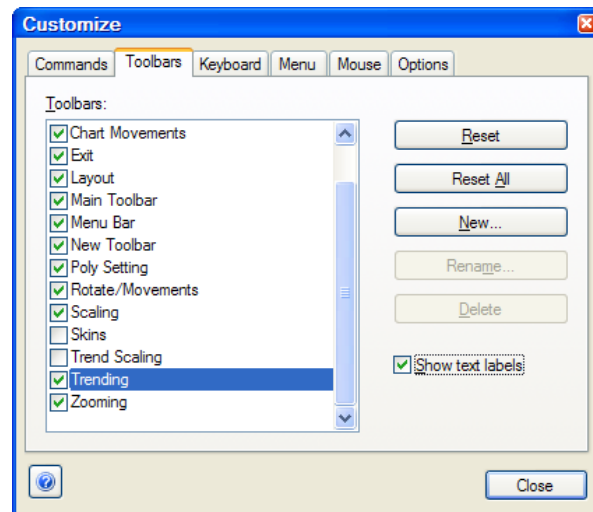 Customize
Commands Toolbars Keyboard Menu Mouse Options
Toolbars:
Chart Movements
Exit
Layout
Main Toolbar
Menu Bar
New Toolbar
Poly Setting
Rotate/Movements
Scaling
Skins
Trend Scaling
Trending
Zooming
Reset
Reset All
New...
Rename...
Delete
Show text labels
Close